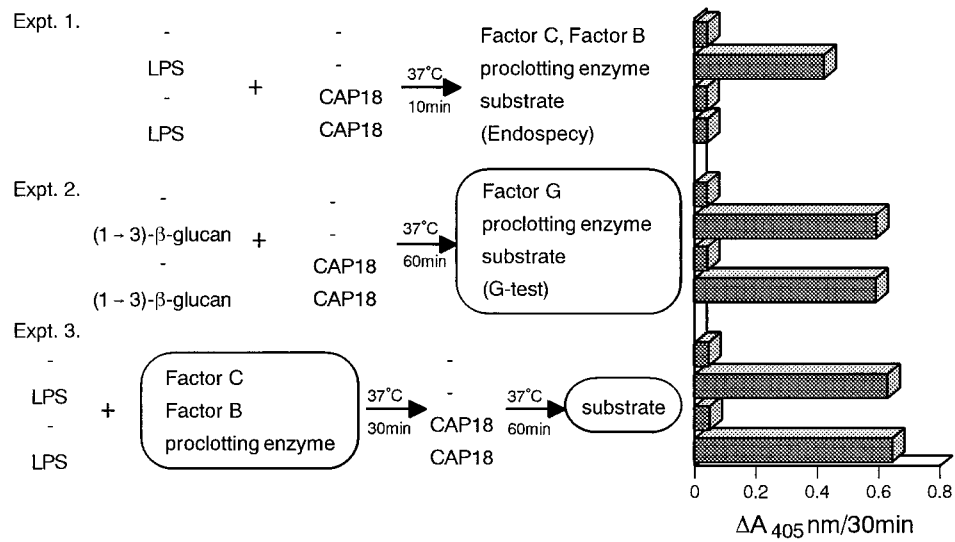 Expt. 1.
- - Factor C, Factor B
LPS - proclotting enzyme
+ 37°C
10min
- CAP18 substrate
LPS CAP18 (Endospecy)
Expt. 2.
- - Factor G
(1→3)-β-glucan - proclotting enzyme
+ 37°C
60min
- CAP18 substrate
(1→3)-β-glucan CAP18 (G-test)
Expt. 3.
- Factor C -
LPS Factor B -
+ 37°C 37°C substrate
30min 60min
- proclotting enzyme CAP18
LPS CAP18
0 0.2 0.4 0.6 0.8
ΔA 405 nm/30min